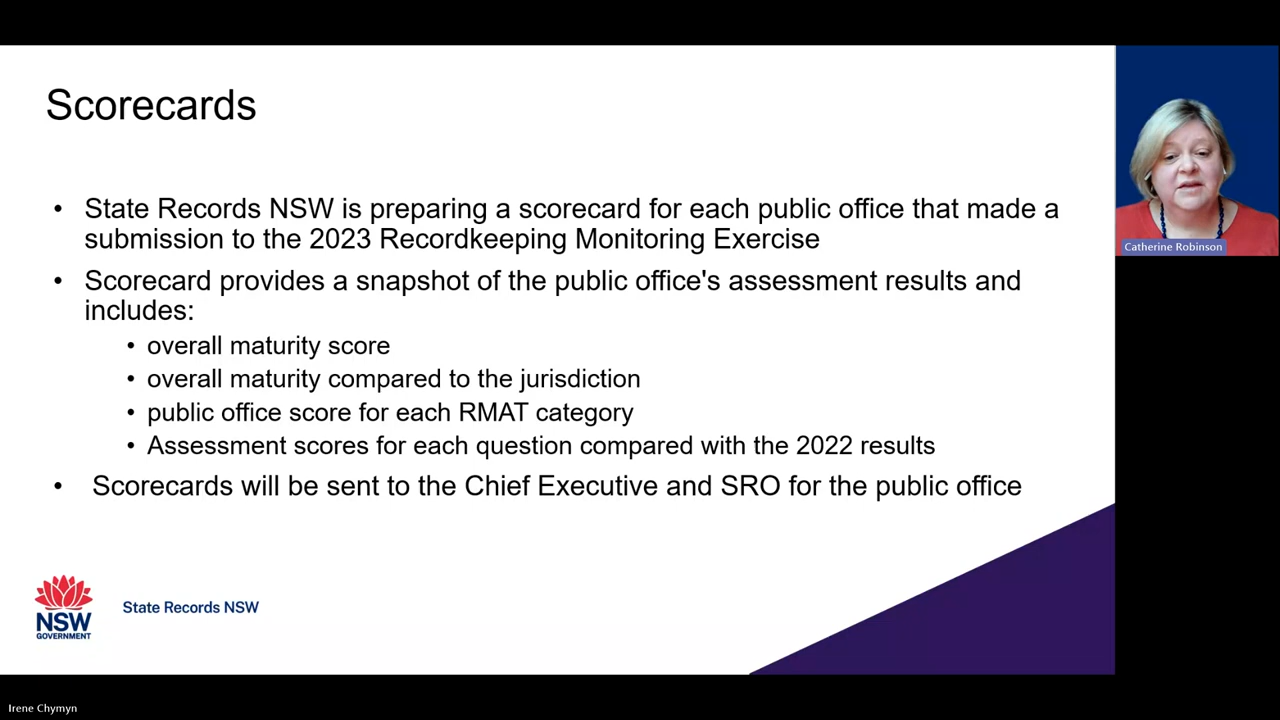 Scorecards
• State Records NSW is preparing a scorecard for each public office that made a
submission to the 2023 Recordkeeping Monitoring Exercise
• Scorecard provides a snapshot of the public office's assessment results and
includes:
• overall maturity score
• overall maturity compared to the jurisdiction
• public office score for each RMAT category
• Assessment scores for each question compared with the 2022 results
• Scorecards will be sent to the Chief Executive and SRO for the public office
NSW
GOVERNMENT
State Records NSW
Catherine Robinson
Irene Chymyn